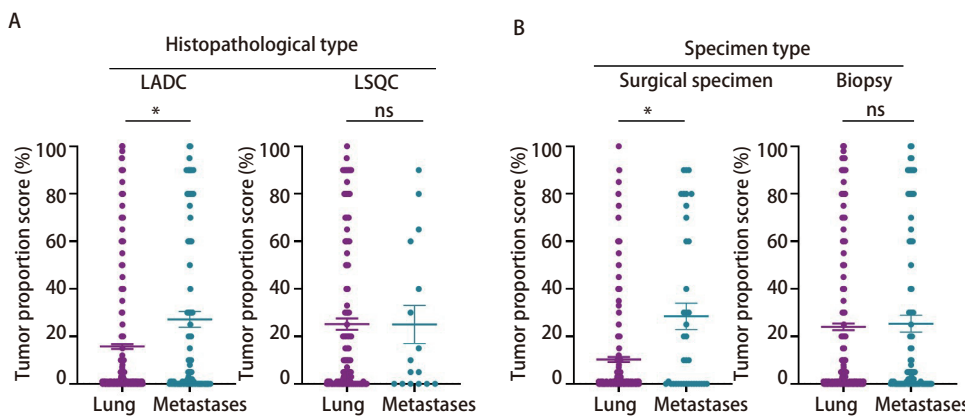 A
Histopathological type
LADC
LSQC
*
ns
Tumor proportion score (%)
100
80
60
40
20
0
Lung
Metastases
Tumor proportion score (%)
100
80
60
40
20
0
Lung
Metastases
B
Specimen type
Surgical specimen
Biopsy
*
ns
Tumor proportion score (%)
100
80
60
40
20
0
Lung
Metastases
Tumor proportion score (%)
100
80
60
40
20
0
Lung
Metastases